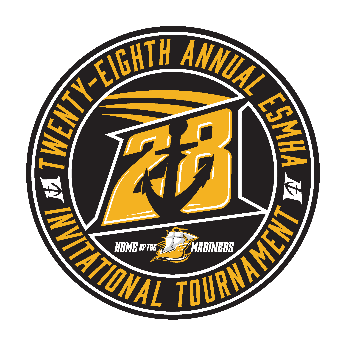 TWENTY-EIGHTH ANNUAL ESMHA
28
HOME OF THE MARINERS
INVITATIONAL TOURNAMENT